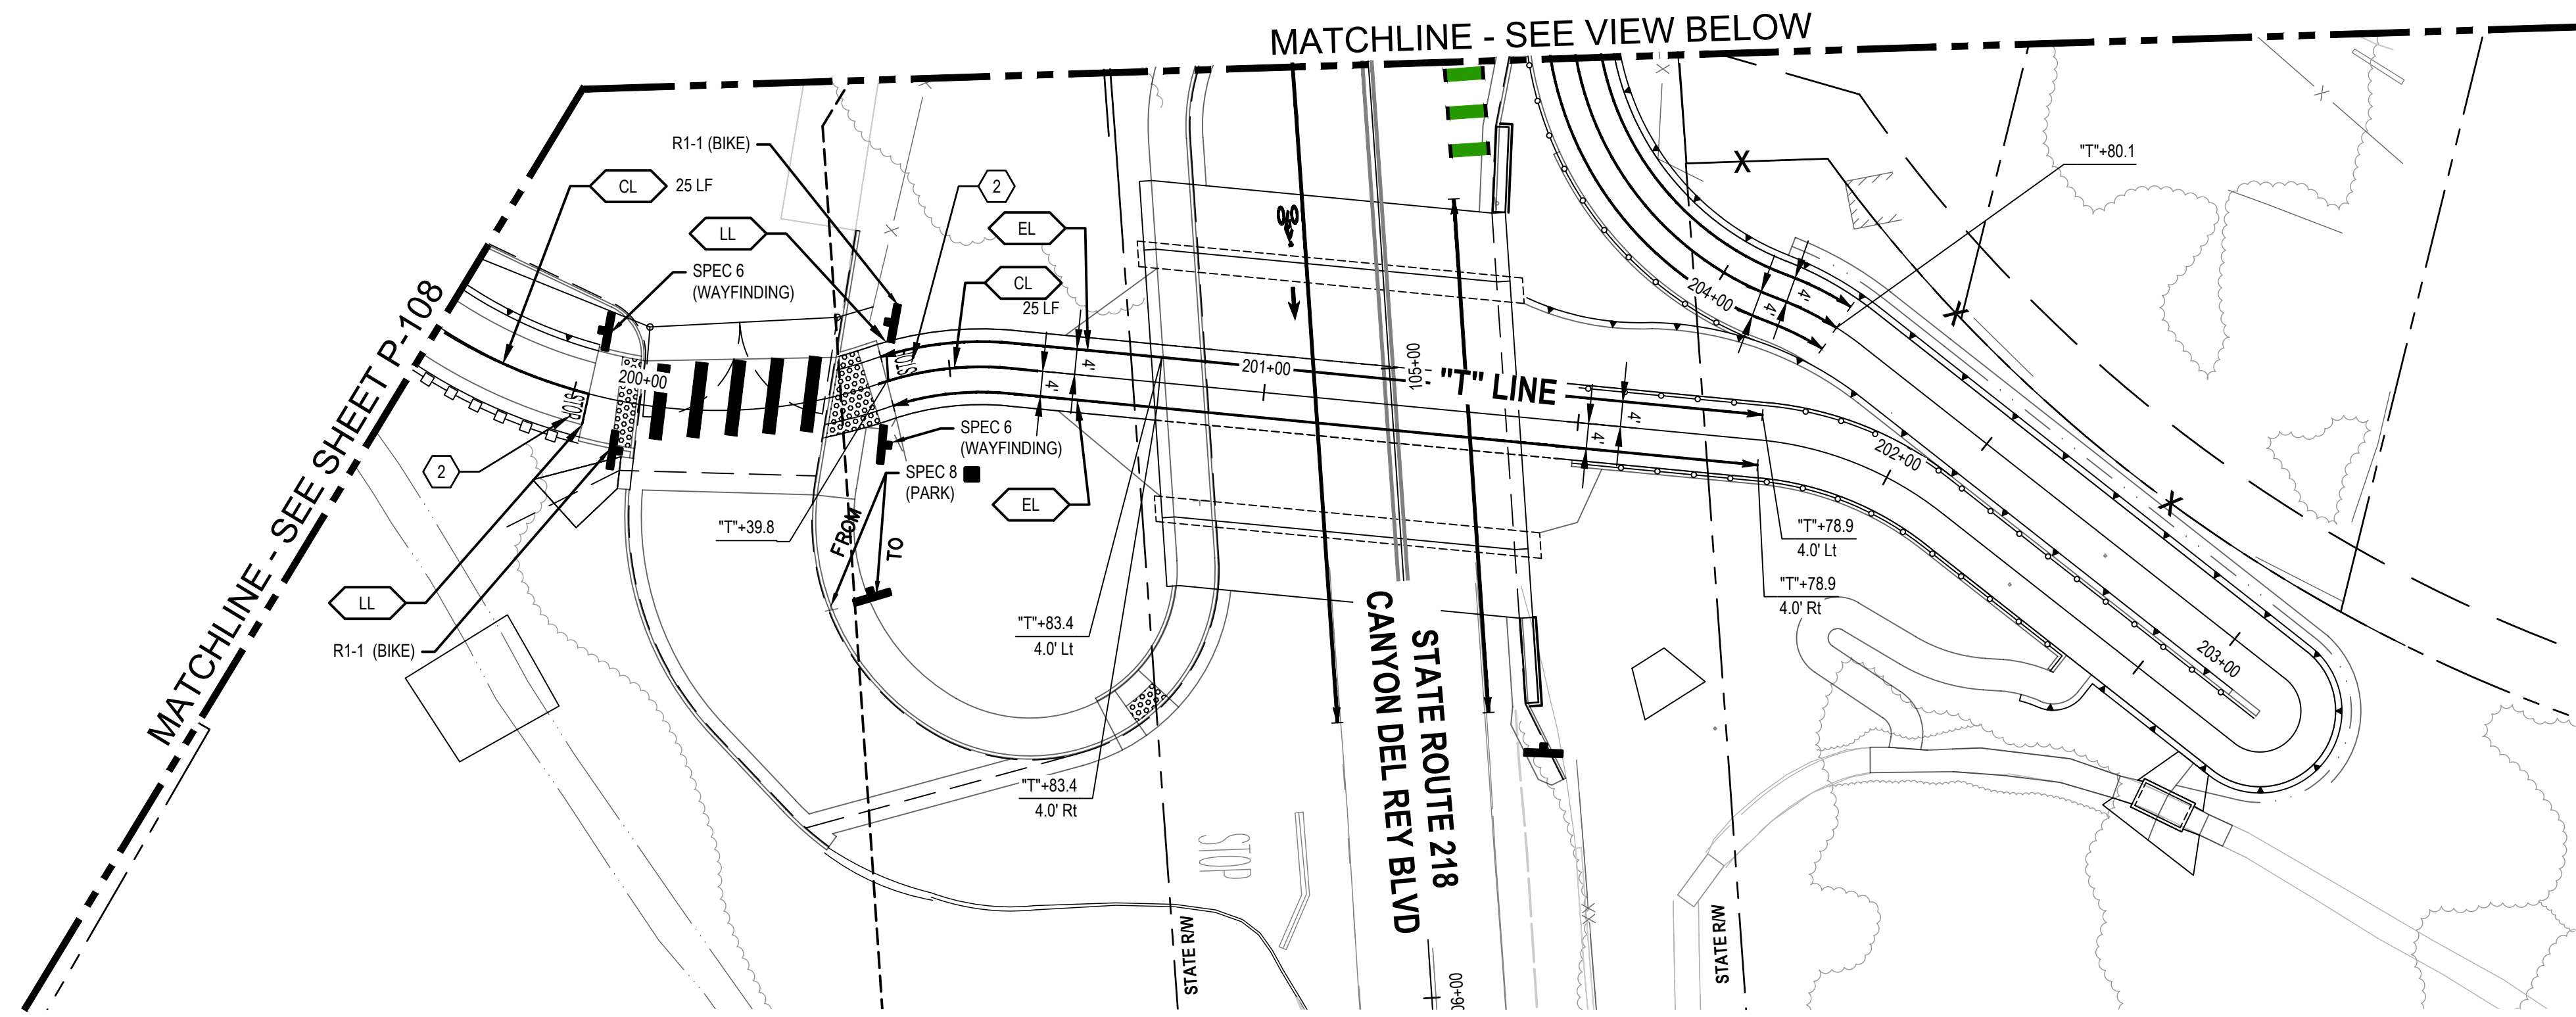 MATCHLINE - SEE VIEW BELOW
R1-1 (BIKE)
"T"+80.1
X
CL
25 LF
2
LL
EL
SPEC 6
(WAYFINDING)
CL
25 LF
204+00
4'
4'
MATCHLINE - SEE SHEET P-108
200+00
STOP
STOP
4'
4'
201+00
105+00
"T" LINE
4'
4'
202+00
SPEC 6
(WAYFINDING)
2
SPEC 8
(PARK)
EL
"T"+39.8
FROM
TO
"T"+78.9
4.0' Lt
"T"+78.9
4.0' Rt
LL
R1-1 (BIKE)
"T"+83.4
4.0' Lt
203+00
STATE ROUTE 218
CANYON DEL REY BLVD
"T"+83.4
4.0' Rt
STOP
STATE R/W
STATE R/W
106+00